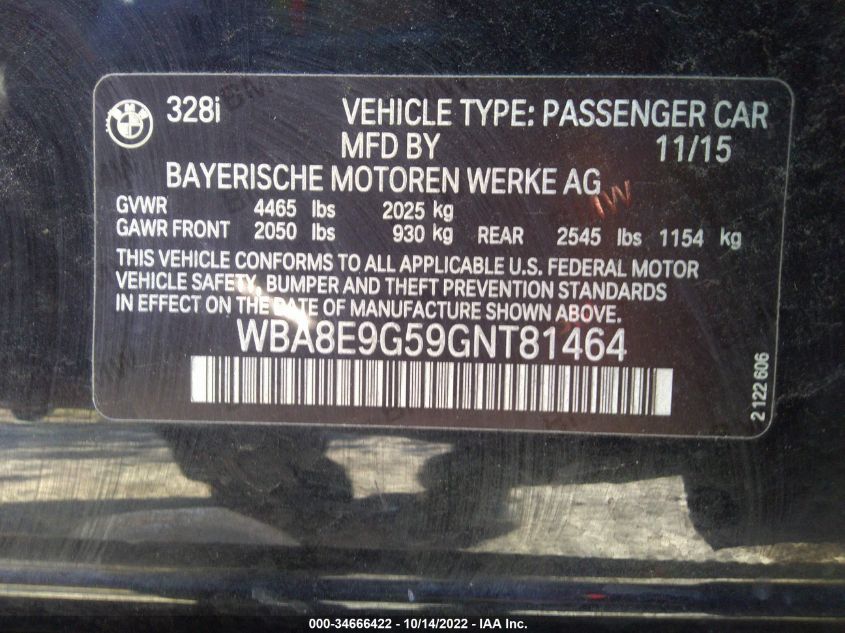 328i VEHICLE TYPE: PASSENGER CAR
MFD BY 11/15
BAYERISCHE MOTOREN WERKE AG
GVWR 4465 lbs 2025 kg
GAWR FRONT 2050 lbs 930 kg REAR 2545 lbs 1154 kg
THIS VEHICLE CONFORMS TO ALL APPLICABLE U.S. FEDERAL MOTOR
VEHICLE SAFETY, BUMPER AND THEFT PREVENTION STANDARDS
IN EFFECT ON THE DATE OF MANUFACTURE SHOWN ABOVE.
WBA8E9G59GNT81464
2 122 606
000-34666422 - 10/14/2022 - IAA Inc.